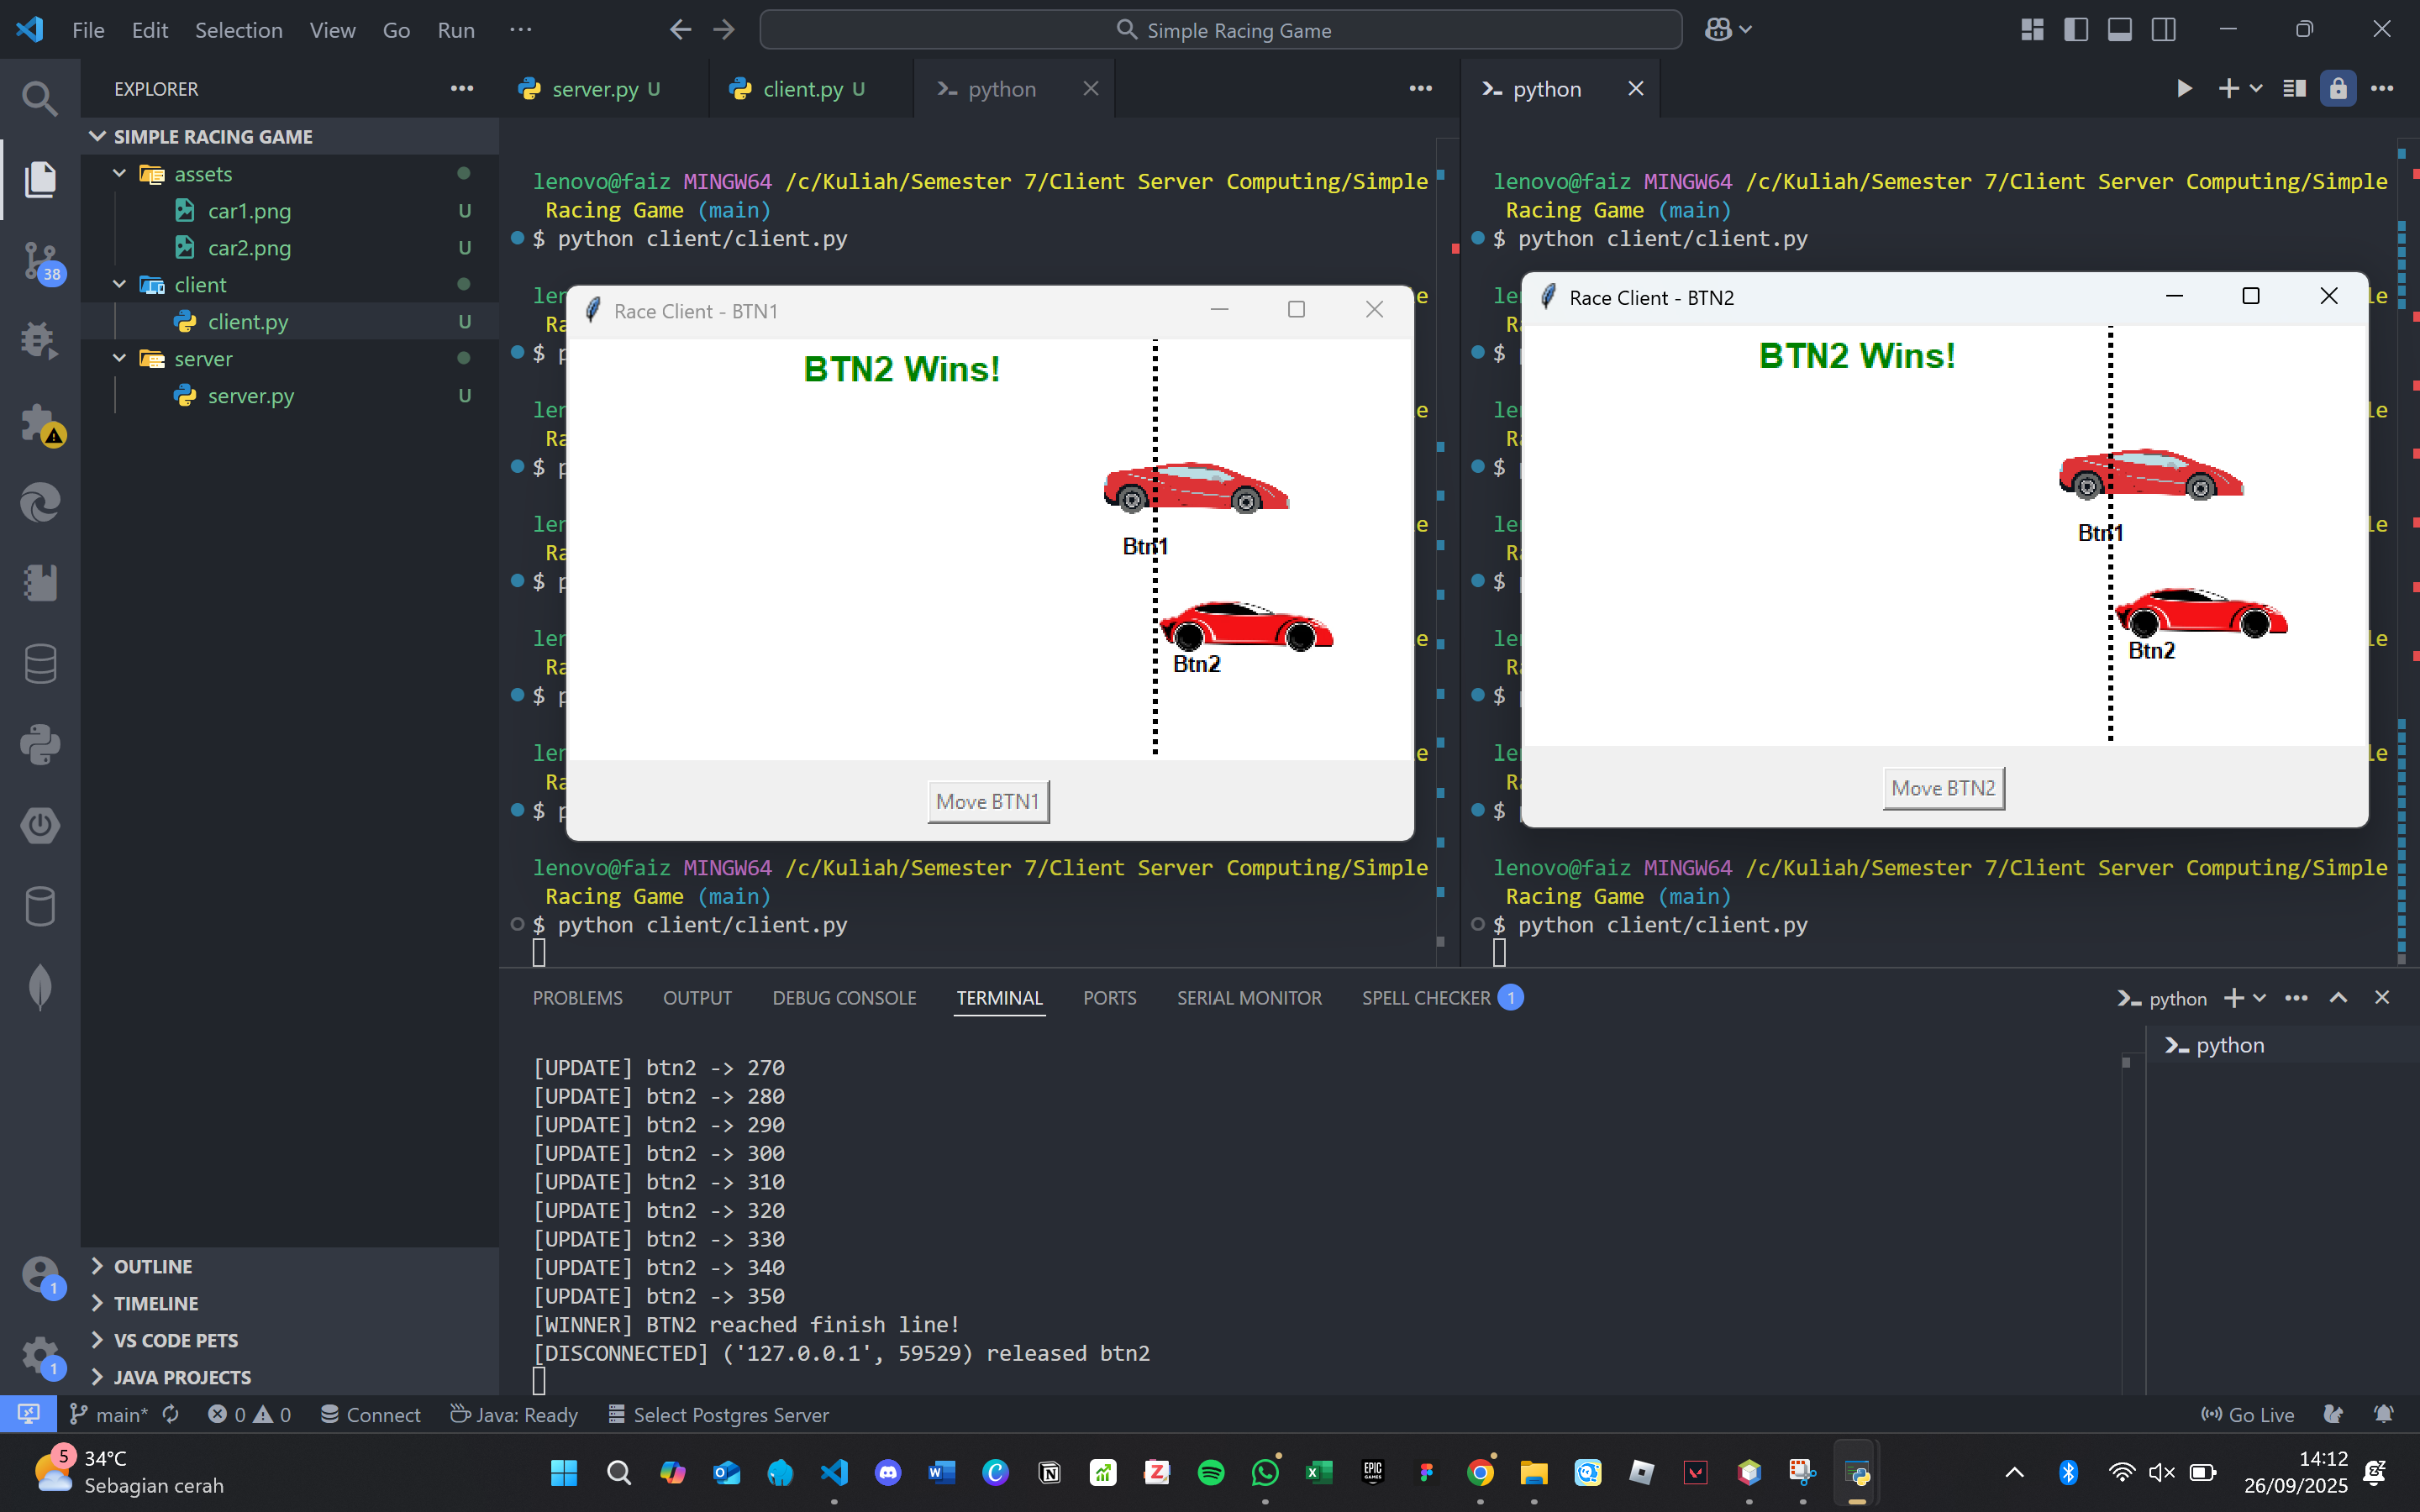 File Edit Selection View Go Run ···
Simple Racing Game
EXPLORER
SIMPLE RACING GAME
assets
car1.png U
car2.png U
client
client.py U
server
server.py U
OUTLINE
TIMELINE
VS CODE PETS
JAVA PROJECTS
38
1
1
server.py U
client.py U
python
python
lenovo@faiz MINGW64 /c/Kuliah/Semester 7/Client Server Computing/Simple
Racing Game (main)
$ python client/client.py
Race Client - BTN1
BTN2 Wins!
Btn1
Btn2
Move BTN1
lenovo@faiz MINGW64 /c/Kuliah/Semester 7/Client Server Computing/Simple
Racing Game (main)
$ python client/client.py
lenovo@faiz MINGW64 /c/Kuliah/Semester 7/Client Server Computing/Simple
Racing Game (main)
$ python client/client.py
Race Client - BTN2
BTN2 Wins!
Btn1
Btn2
Move BTN2
lenovo@faiz MINGW64 /c/Kuliah/Semester 7/Client Server Computing/Simple
Racing Game (main)
$ python client/client.py
PROBLEMS OUTPUT DEBUG CONSOLE TERMINAL PORTS SERIAL MONITOR SPELL CHECKER 1
python
python
[UPDATE] btn2 -> 270
[UPDATE] btn2 -> 280
[UPDATE] btn2 -> 290
[UPDATE] btn2 -> 300
[UPDATE] btn2 -> 310
[UPDATE] btn2 -> 320
[UPDATE] btn2 -> 330
[UPDATE] btn2 -> 340
[UPDATE] btn2 -> 350
[WINNER] BTN2 reached finish line!
[DISCONNECTED] ('127.0.0.1', 59529) released btn2
main* 0 0 Connect Java: Ready Select Postgres Server
Go Live
5
34°C
Sebagian cerah
14:12
26/09/2025